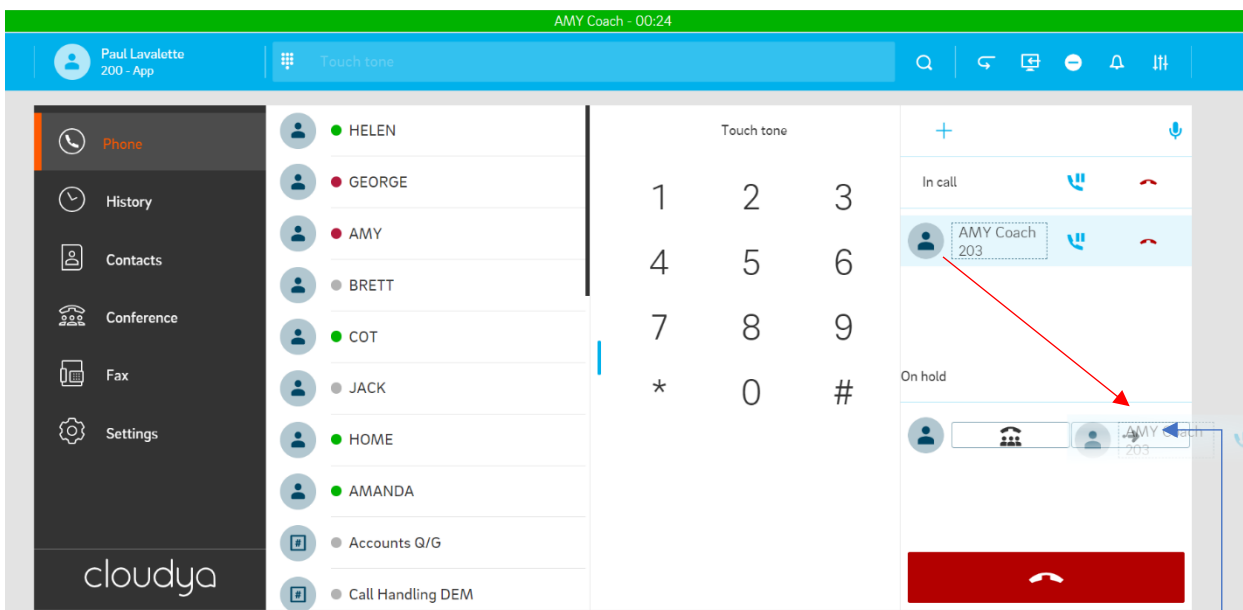 AMY Coach - 00:24
Paul Lavalette
200 - App
Touch tone
Phone
History
Contacts
Conference
Fax
Settings
cloudya
HELEN
GEORGE
AMY
BRETT
COT
JACK
HOME
AMANDA
# Accounts Q/G
# Call Handling DEM
Touch tone
1 2 3
4 5 6
7 8 9
* 0 #
In call
AMY Coach
203
On hold
AMY Coach
203